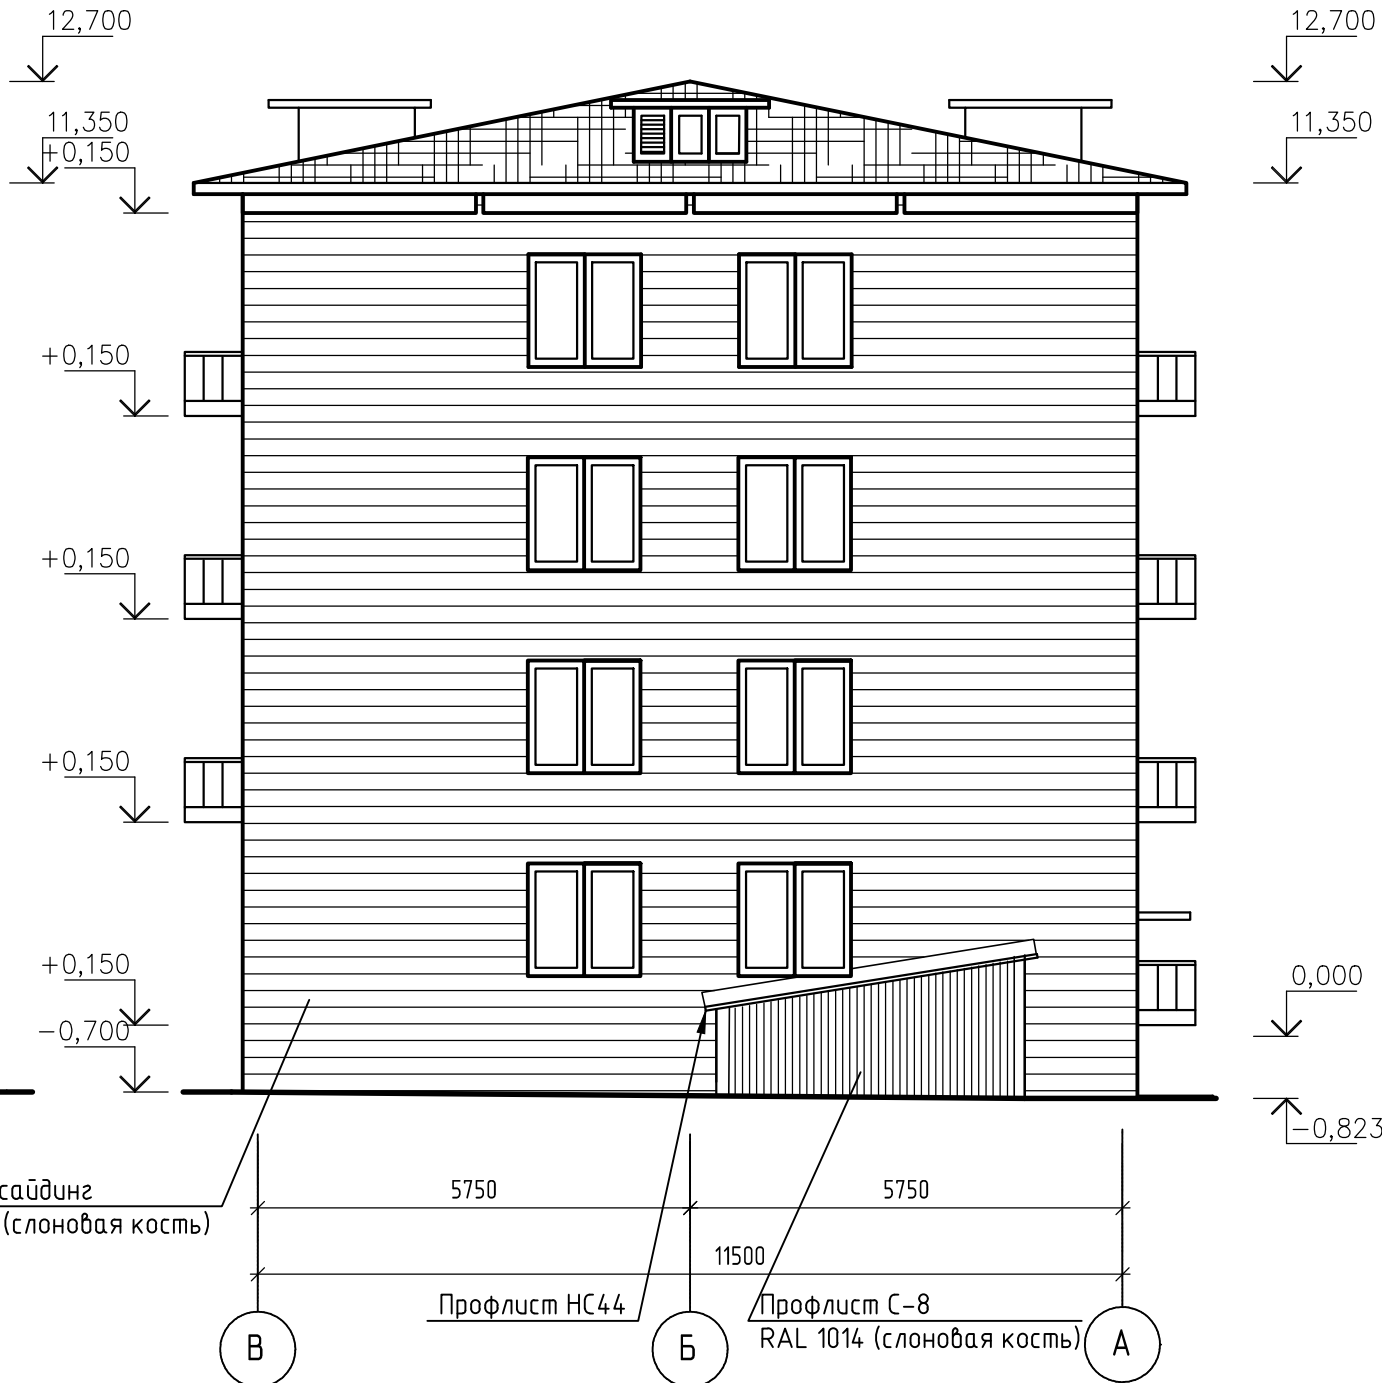 12,700
12,700
11,350
11,350
+0,150
+0,150
+0,150
+0,150
+0,150
0,000
-0,700
-0,823
сайдинг
(слоновая кость)
5750
5750
11500
Профлист НС44
Профлист С-8
RAL 1014 (слоновая кость)
В
Б
А